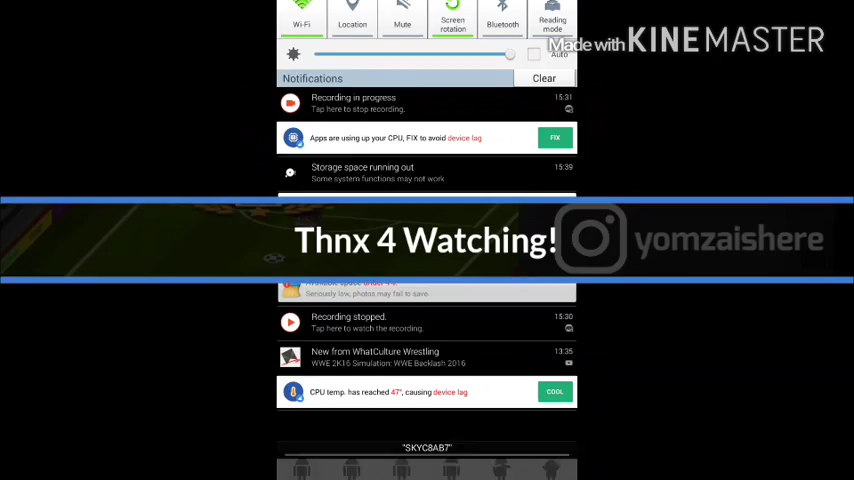 Wi-Fi
Location
Mute
Screen
rotation
Bluetooth
Reading
mode
Auto
Made with KINEMASTER
Notifications
Clear
Recording in progress
15:31
Tap here to stop recording.
Apps are using up your CPU, FIX to avoid device lag
FIX
Storage space running out
15:39
Some system functions may not work
Thnx 4 Watching!
yomzaishere
Available space under 4%.
Seriously low, photos may fail to save.
Recording stopped.
15:30
Tap here to watch the recording.
New from WhatCulture Wrestling
13:35
WWE 2K16 Simulation: WWE Backlash 2016
CPU temp. has reached 47°, causing device lag
COOL
"SKYC8AB7"